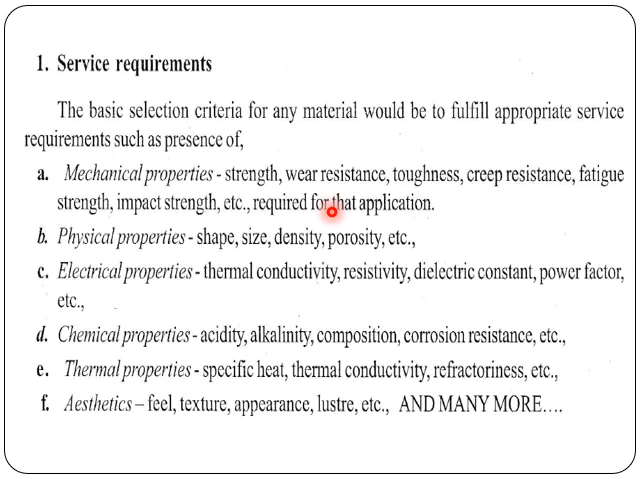 1. Service requirements
The basic selection criteria for any material would be to fulfill appropriate service
requirements such as presence of,
a. Mechanical properties - strength, wear resistance, toughness, creep resistance, fatigue
strength, impact strength, etc., required for that application.
b. Physical properties - shape, size, density, porosity, etc.,
c. Electrical properties - thermal conductivity, resistivity, dielectric constant, power factor,
etc.,
d. Chemical properties - acidity, alkalinity, composition, corrosion resistance, etc.,
e. Thermal properties - specific heat, thermal conductivity, refractoriness, etc.,
f. Aesthetics – feel, texture, appearance, lustre, etc., AND MANY MORE....